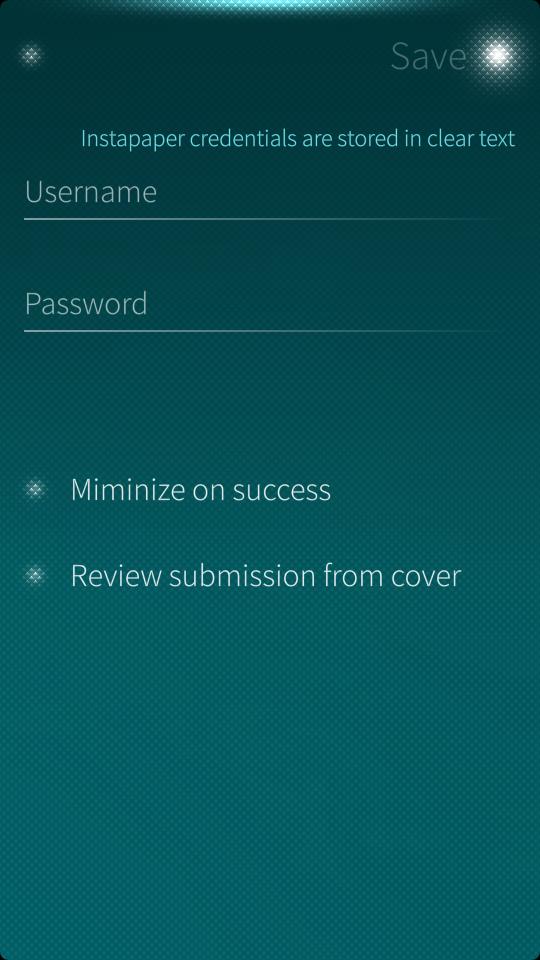 Save
Instapaper credentials are stored in clear text
Username
Password
Miminize on success
Review submission from cover